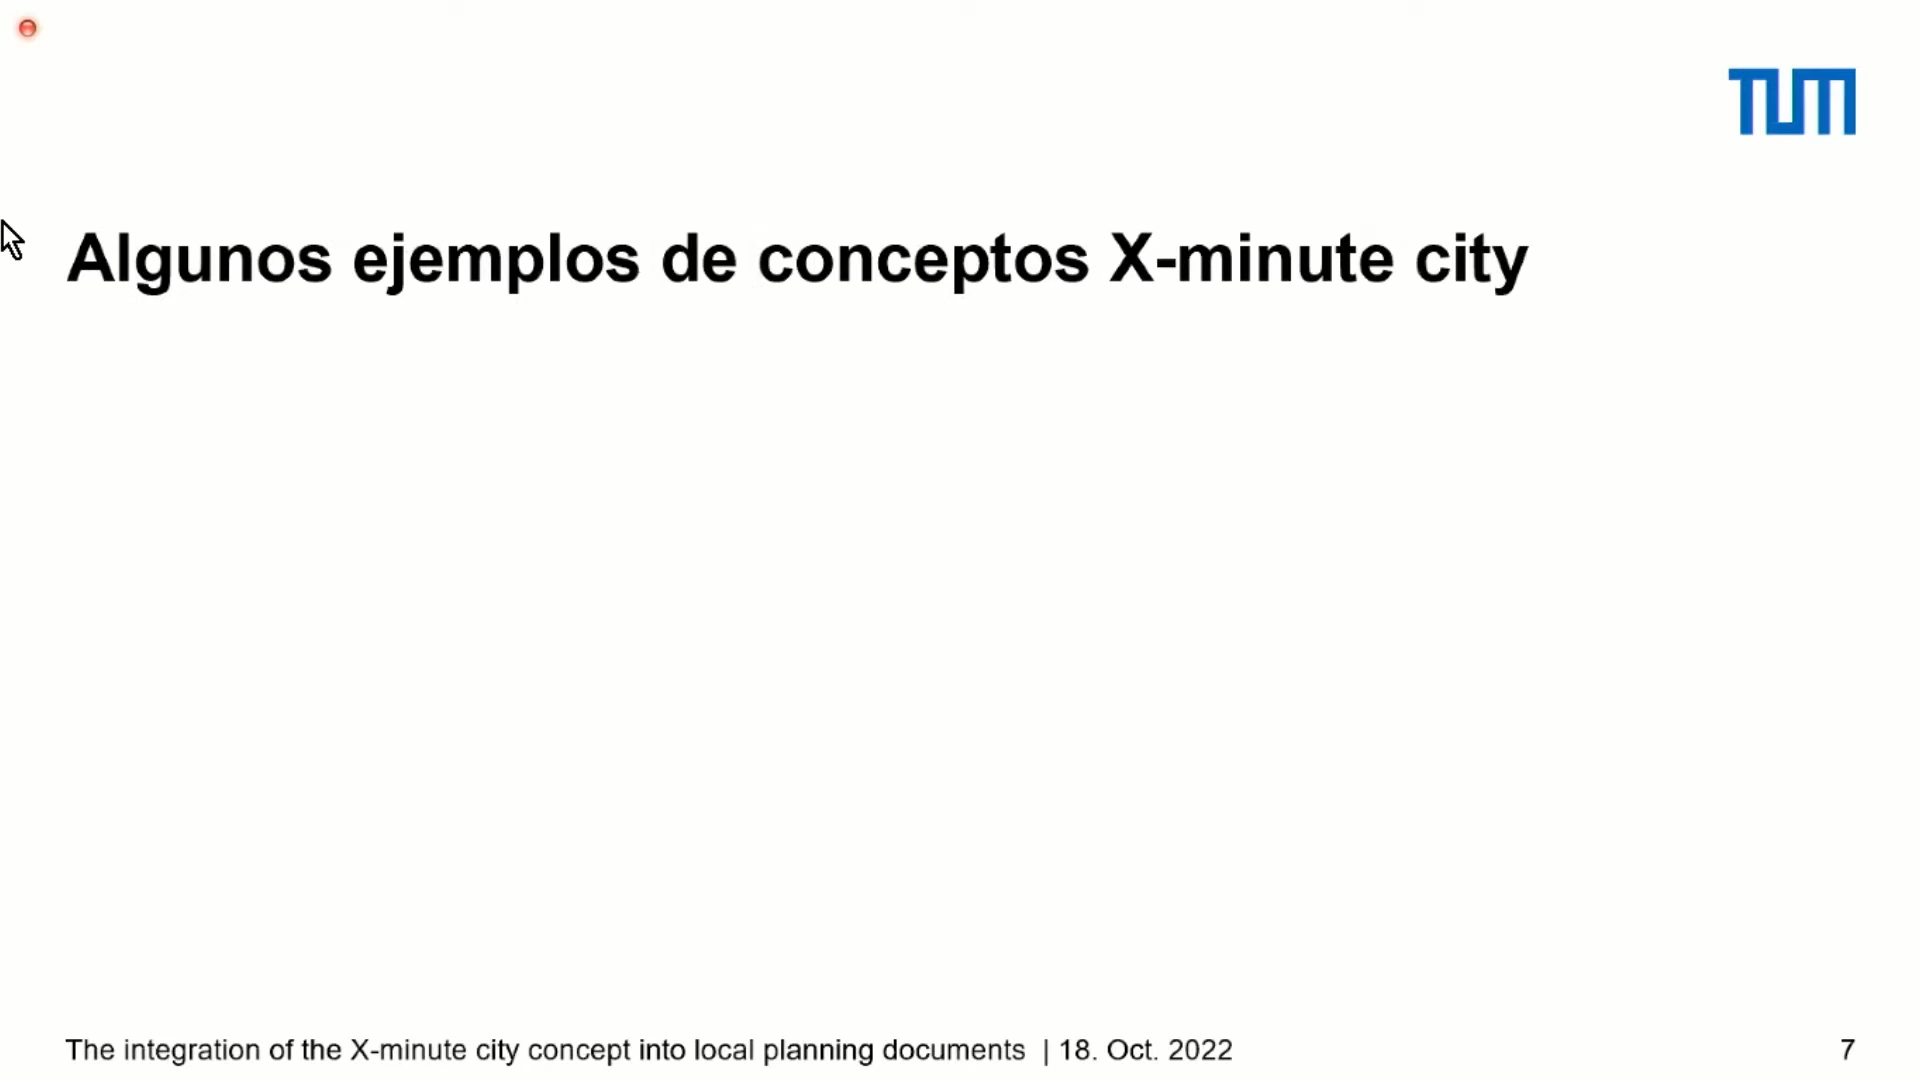 TUM
Algunos ejemplos de conceptos X-minute city
The integration of the X-minute city concept into local planning documents | 18. Oct. 2022
7